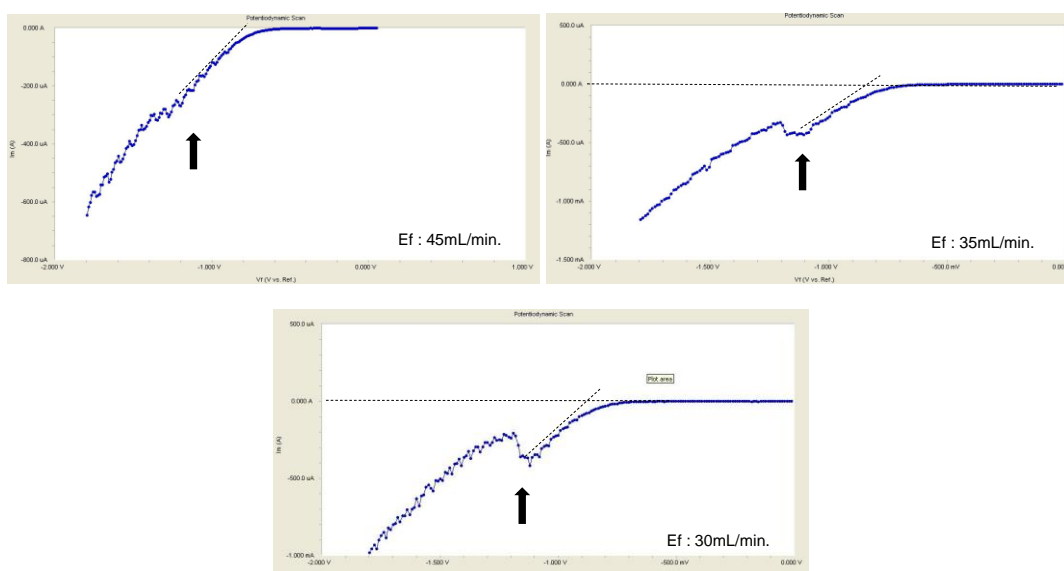 Potentiodynamic Scan
0.000 A
-200.0 uA
-400.0 uA
-600.0 uA
-800.0 uA
Im (A)
-2.000 V
-1.000 V
0.000 V
1.000 V
Vf (V vs. Ref.)
Ef : 45mL/min.
Potentiodynamic Scan
500.0 uA
0.000 A
-500.0 uA
-1.000 mA
-1.500 mA
Im (A)
-2.000 V
-1.500 V
-1.000 V
-500.0 mV
0.00
Vf (V vs. Ref.)
Ef : 35mL/min.
Potentiodynamic Scan
500.0 uA
0.000 A
-500.0 uA
-1.000 mA
Im (A)
Plot area
-2.000 V
-1.500 V
-1.000 V
-500.0 mV
0.000 V
Ef : 30mL/min.